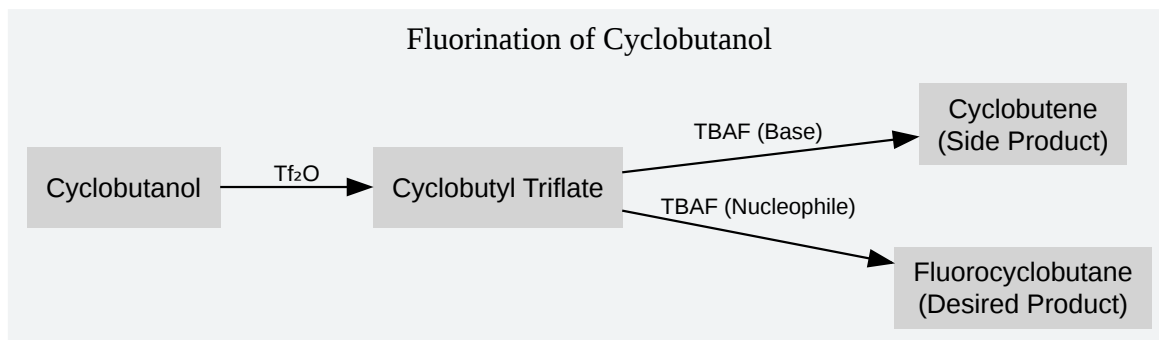 Fluorination of Cyclobutanol
Cyclobutanol
Tf₂O
Cyclobutyl Triflate
TBAF (Base)
Cyclobutene
(Side Product)
TBAF (Nucleophile)
Fluorocyclobutane
(Desired Product)